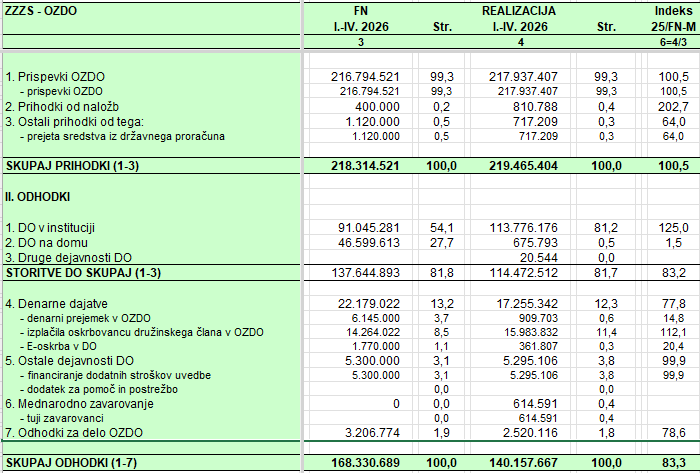 ZZZS - OZDO FN REALIZACIJA Indeks
I.-IV. 2026 Str. I.-IV. 2026 Str. 25/FN-M
3 4 6=4/3
1. Prispevki OZDO 216.794.521 99,3 217.937.407 99,3 100,5
- prispevki OZDO 216.794.521 99,3 217.937.407 99,3 100,5
2. Prihodki od naložb 400.000 0,2 810.788 0,4 202,7
3. Ostali prihodki od tega: 1.120.000 0,5 717.209 0,3 64,0
- prejeta sredstva iz državnega proračuna 1.120.000 0,5 717.209 0,3 64,0
SKUPAJ PRIHODKI (1-3) 218.314.521 100,0 219.465.404 100,0 100,5
II. ODHODKI
1. DO v instituciji 91.045.281 54,1 113.776.176 81,2 125,0
2. DO na domu 46.599.613 27,7 675.793 0,5 1,5
3. Druge dejavnosti DO 20.544 0,0
STORITVE DO SKUPAJ (1-3) 137.644.893 81,8 114.472.512 81,7 83,2
4. Denarne dajatve 22.179.022 13,2 17.255.342 12,3 77,8
- denarni prejemek v OZDO 6.145.000 3,7 909.703 0,6 14,8
- izplačila oskrbovancu družinskega člana v OZDO 14.264.022 8,5 15.983.832 11,4 112,1
- E-oskrba v DO 1.770.000 1,1 361.807 0,3 20,4
5. Ostale dejavnosti DO 5.300.000 3,1 5.295.106 3,8 99,9
- financiranje dodatnih stroškov uvedbe 5.300.000 3,1 5.295.106 3,8 99,9
- dodatek za pomoč in postrežbo 0,0 0,0
6. Mednarodno zavarovanje 0 0,0 614.591 0,4
- tuji zavarovanci 0,0 614.591 0,4
7. Odhodki za delo OZDO 3.206.774 1,9 2.520.116 1,8 78,6
SKUPAJ ODHODKI (1-7) 168.330.689 100,0 140.157.667 100,0 83,3